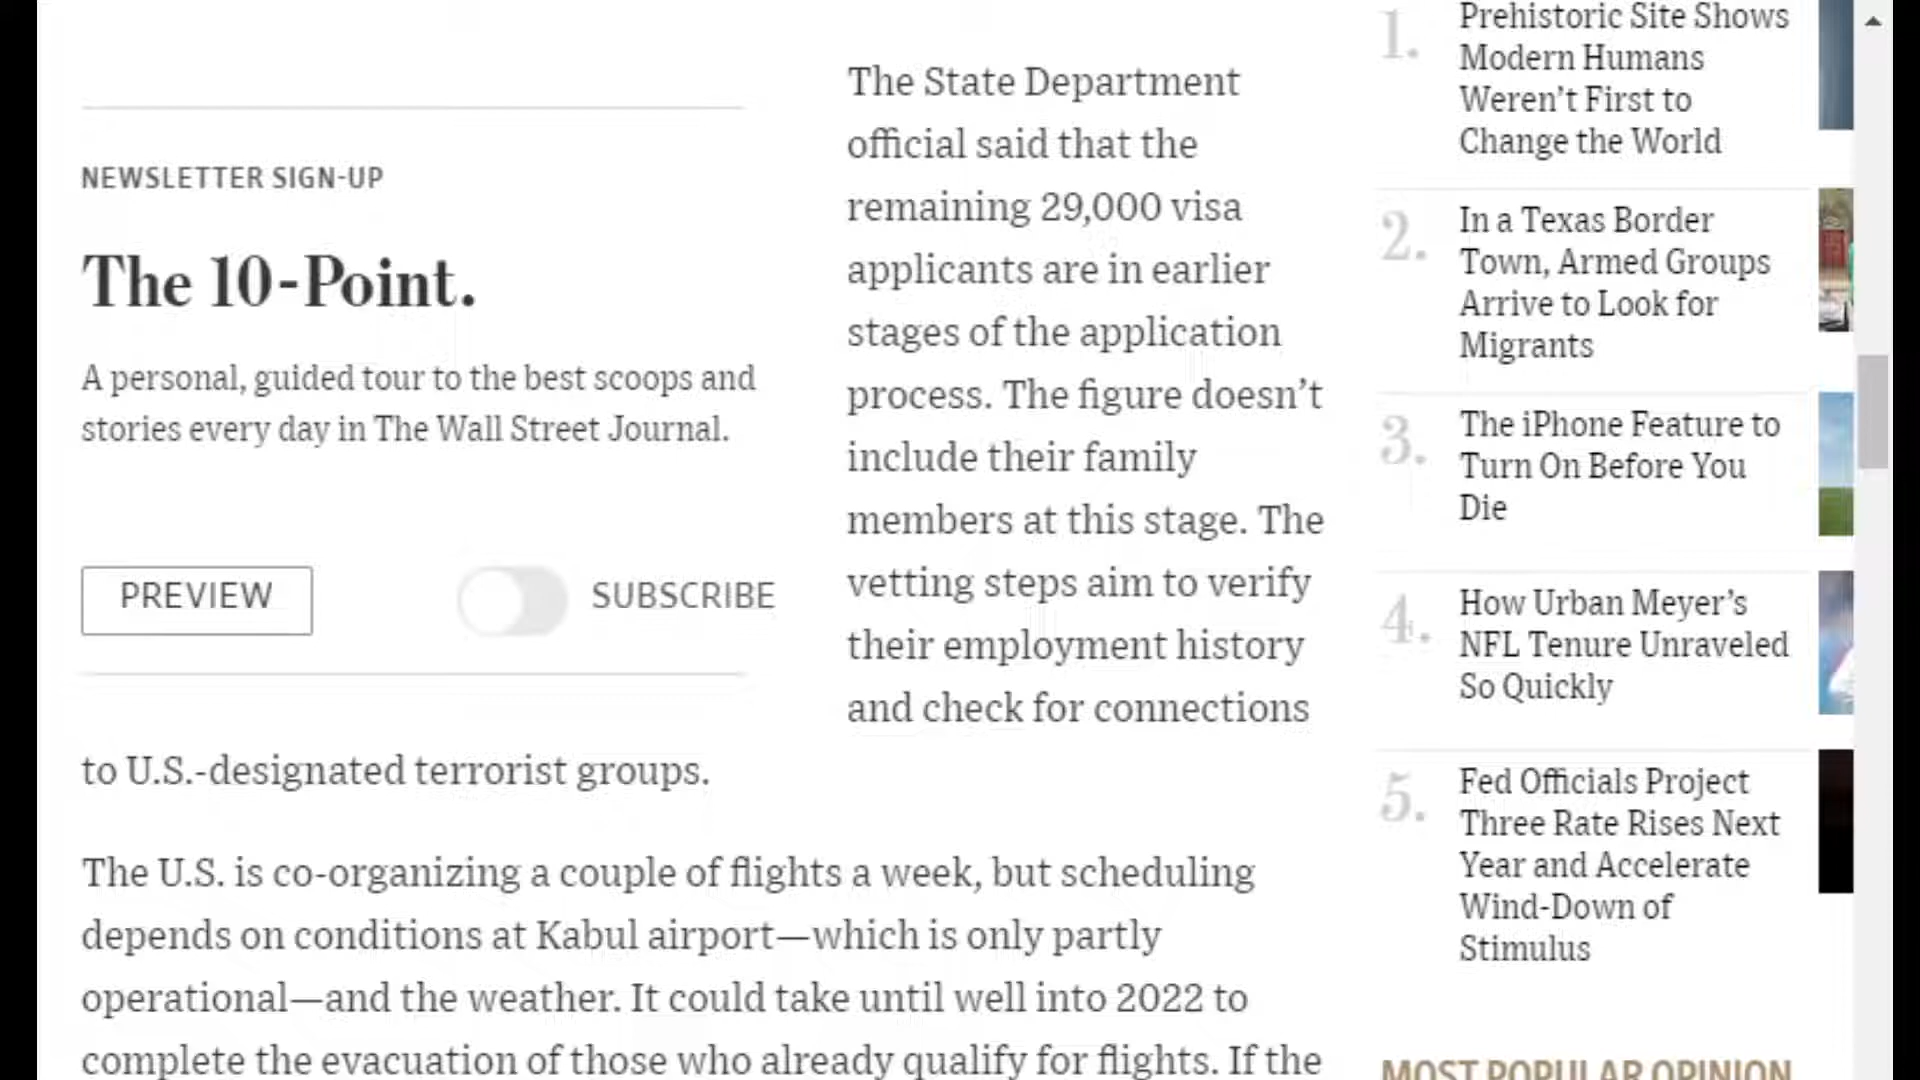 NEWSLETTER SIGN-UP
The 10-Point.
A personal, guided tour to the best scoops and
stories every day in The Wall Street Journal.
PREVIEW
SUBSCRIBE
The State Department
official said that the
remaining 29,000 visa
applicants are in earlier
stages of the application
process. The figure doesn’t
include their family
members at this stage. The
vetting steps aim to verify
their employment history
and check for connections
to U.S.-designated terrorist groups.
The U.S. is co-organizing a couple of flights a week, but scheduling
depends on conditions at Kabul airport—which is only partly
operational—and the weather. It could take until well into 2022 to
complete the evacuation of those who already qualify for flights. If the
1.
Prehistoric Site Shows
Modern Humans
Weren’t First to
Change the World
2.
In a Texas Border
Town, Armed Groups
Arrive to Look for
Migrants
3.
The iPhone Feature to
Turn On Before You
Die
4.
How Urban Meyer’s
NFL Tenure Unraveled
So Quickly
5.
Fed Officials Project
Three Rate Rises Next
Year and Accelerate
Wind-Down of
Stimulus
MOST POPULAR OPINION